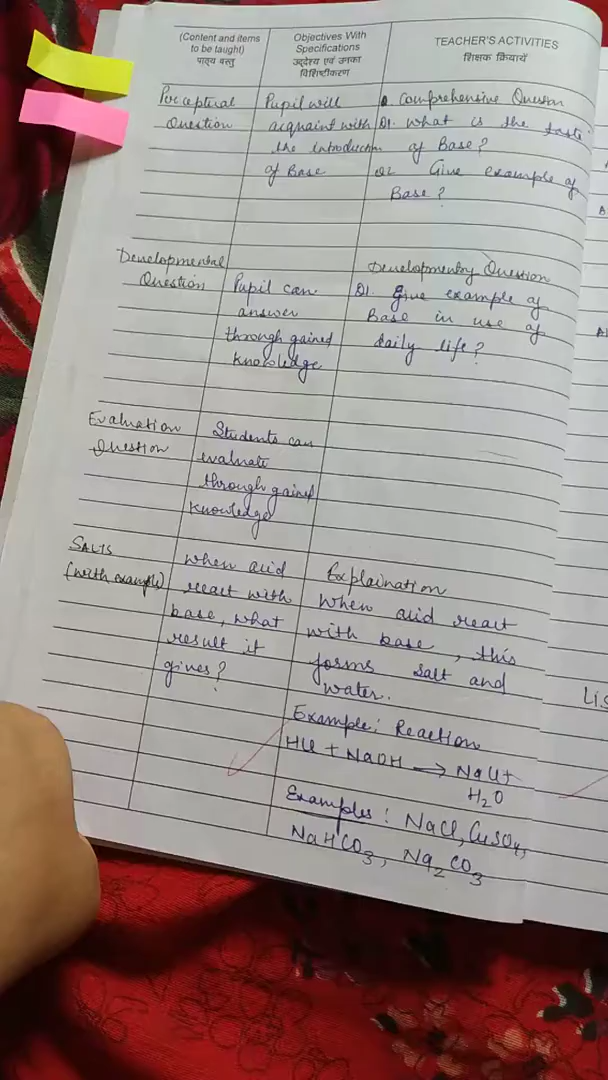 (Content and items
to be taught)
पाठ्य वस्तु
Objectives With
Specifications
उद्देश्य एवं उनका
विशिष्टीकरण
TEACHER'S ACTIVITIES
शिक्षक क्रियायें
Perceptual
Question
Pupil will
acquaint with
the introduction
of Base
Comprehensive Question
Q1. What is the taste
of Base?
Q2 Give example of
Base?
Developmental
Question
Pupil can
answer
through gained
knowledge
Developmentry Question
Q1. Give example of
Base in use of
daily life?
Evaluation
Question
Students can
evaluate
through gained
knowledge
SALTS
(with example)
when acid
react with
base, what
result it
gives?
Explaination
When acid react
with base, this
forms salt and
water.
Example: Reaction
HCl + NaOH → NaCl+
H₂O
Examples: NaCl, CuSO₄,
NaHCO₃, Na₂CO₃